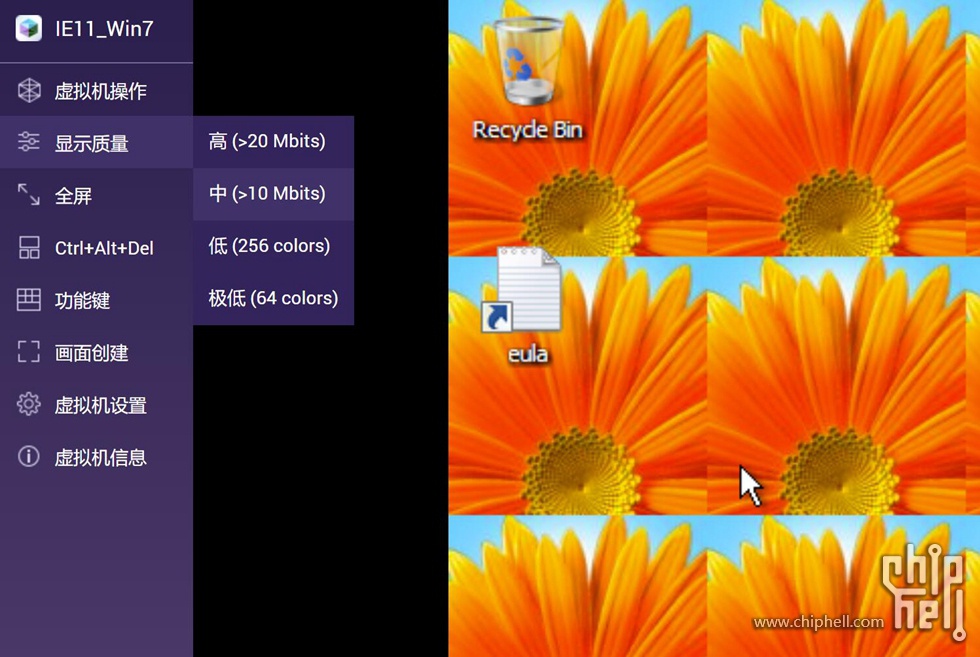 IE11_Win7
虚拟机操作
显示质量
全屏
Ctrl+Alt+Del
功能键
画面创建
虚拟机设置
虚拟机信息
高 (>20 Mbits)
中 (>10 Mbits)
低 (256 colors)
极低 (64 colors)
Recycle Bin
eula
www.chiphell.com
chip
hell